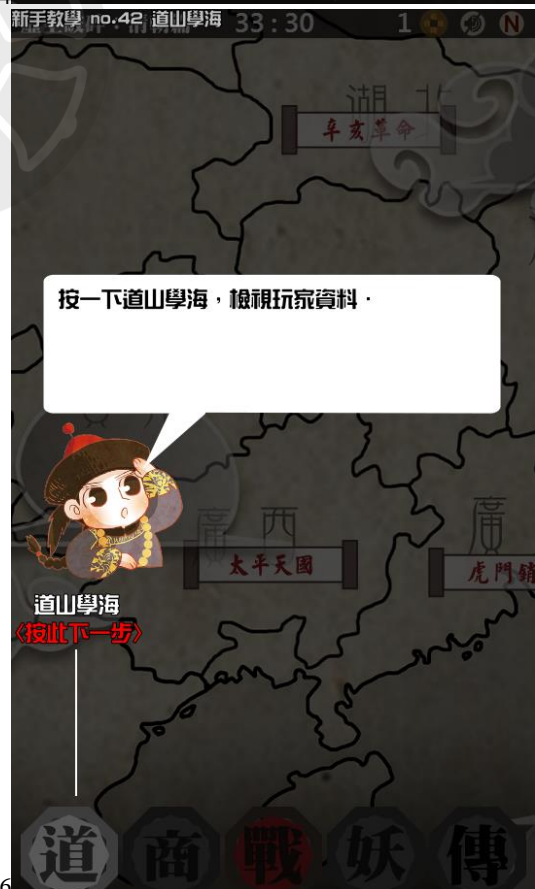 新手教學 no.42 道山學海
33:30
1
N
湖北
辛亥革命
按一下道山學海，檢視玩家資料．
廣西
太平天國
廣
虎門銷
道山學海
〈按此下一步〉
道 商 戰 妖 傳
6